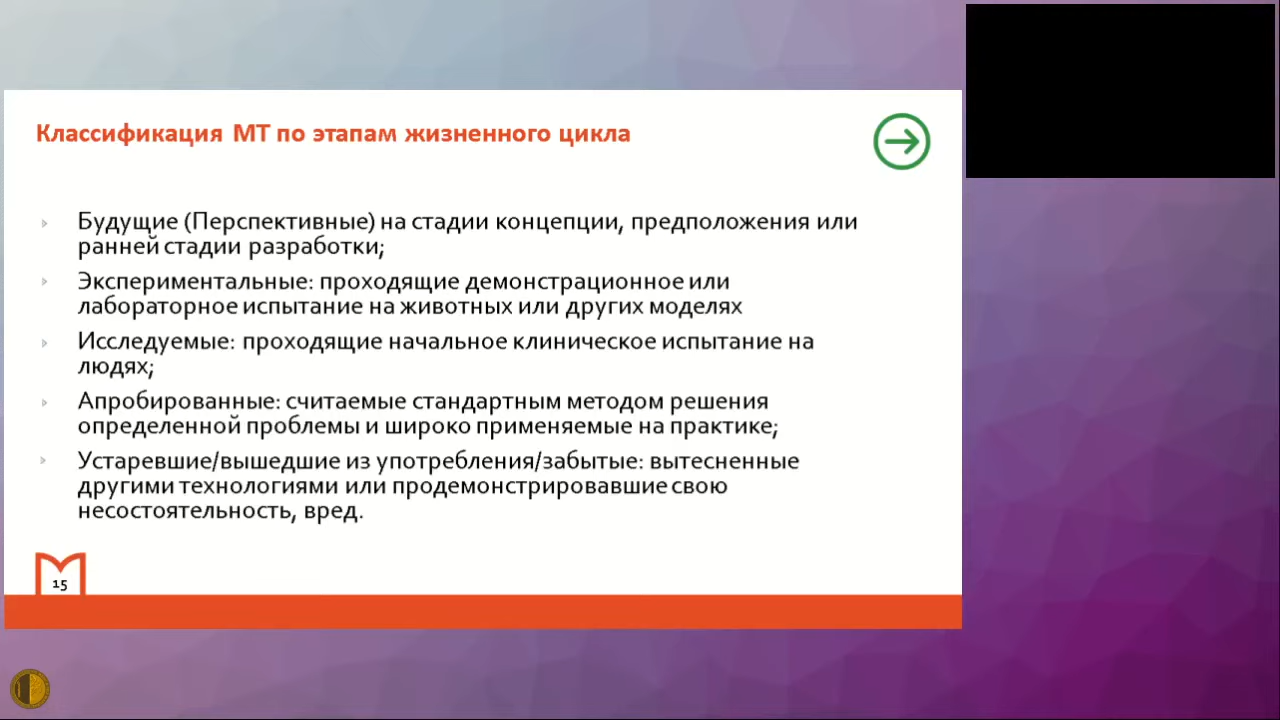 Классификация МТ по этапам жизненного цикла
Будущие (Перспективные) на стадии концепции, предположения или
ранней стадии разработки;
Экспериментальные: проходящие демонстрационное или
лабораторное испытание на животных или других моделях
Исследуемые: проходящие начальное клиническое испытание на
людях;
Апробированные: считаемые стандартным методом решения
определенной проблемы и широко применяемые на практике;
Устаревшие/вышедшие из употребления/забытые: вытесненные
другими технологиями или продемонстрировавшие свою
несостоятельность, вред.
15